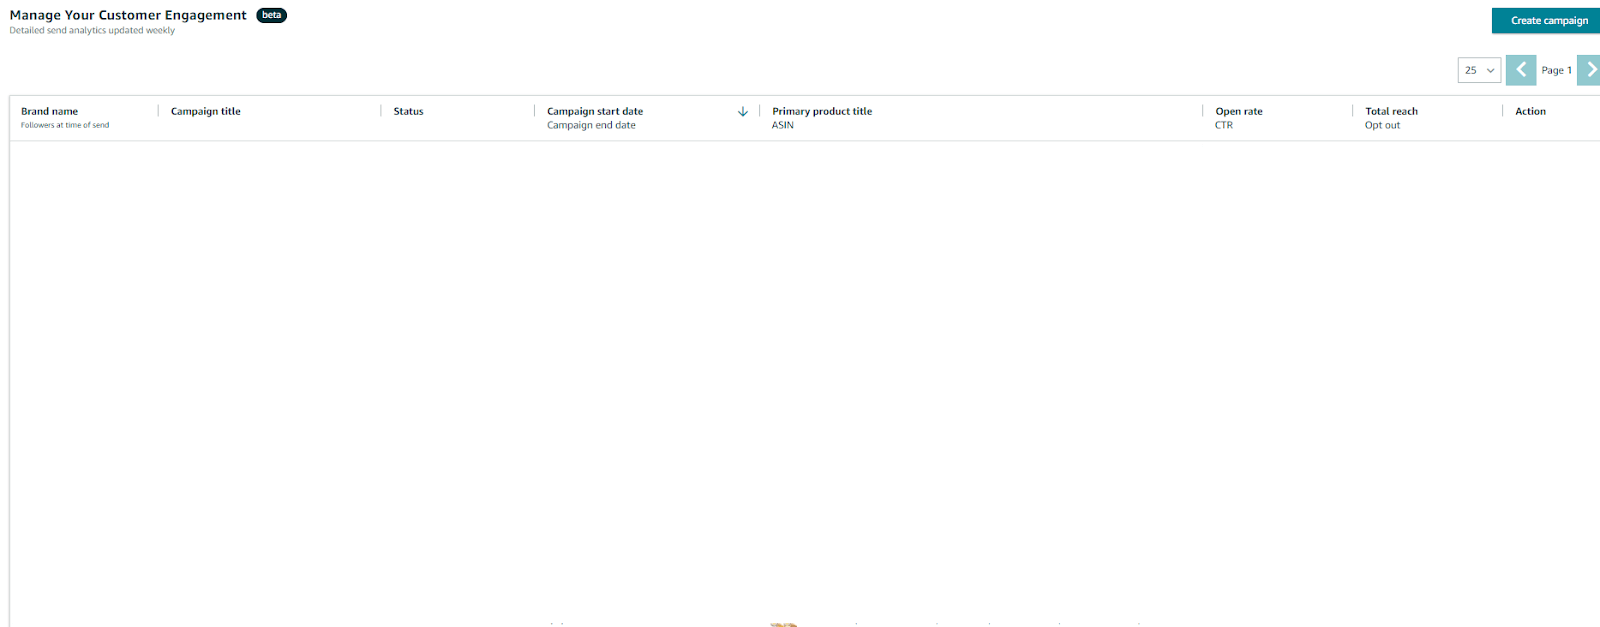 Manage Your Customer Engagement beta
Detailed send analytics updated weekly
Create campaign
25 Page 1
Brand name Campaign title Status Campaign start date Primary product title Open rate Total reach Action
Followers at time of send Campaign end date ASIN CTR Opt out